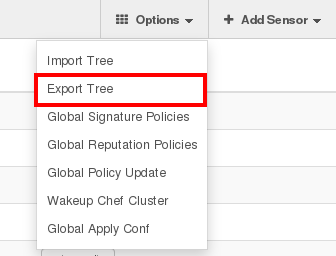 Options
Add Sensor
Import Tree
Export Tree
Global Signature Policies
Global Reputation Policies
Global Policy Update
Wakeup Chef Cluster
Global Apply Conf